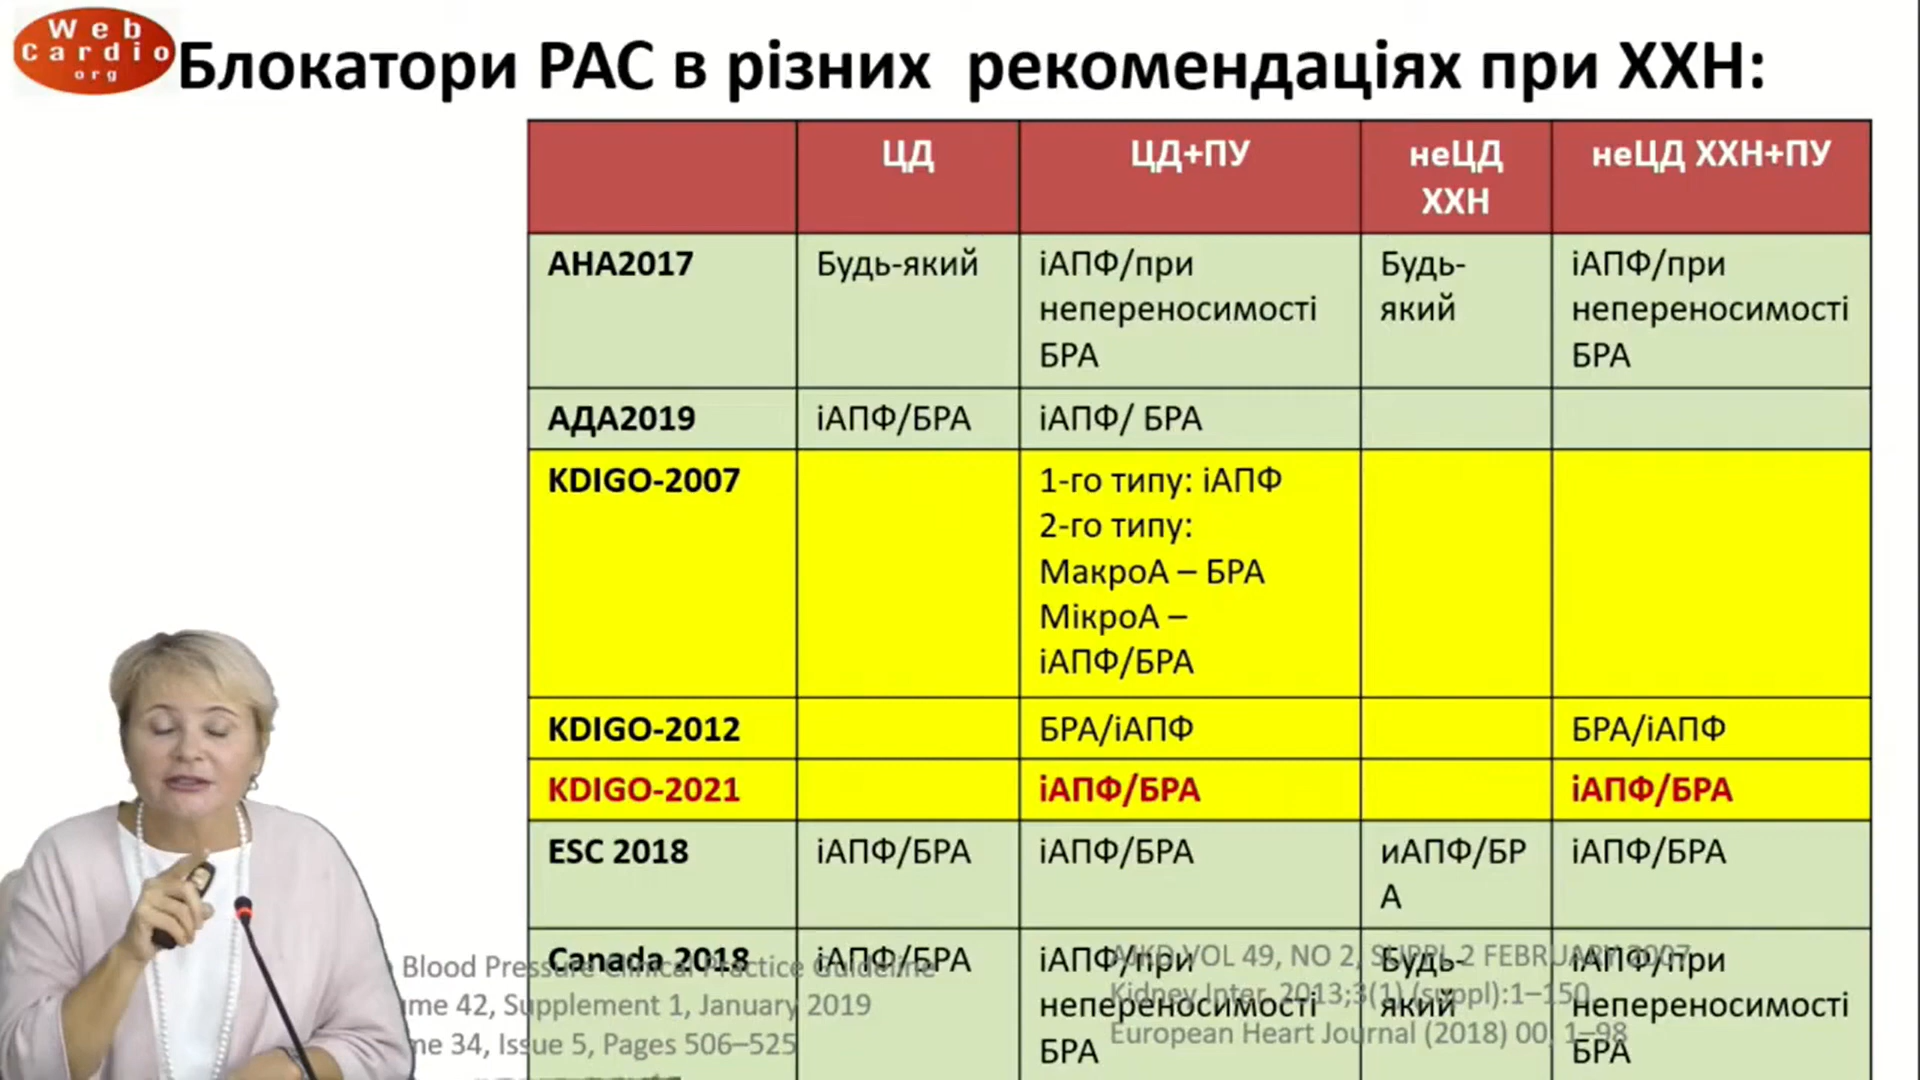 Web
Cardio
org
Блокатори РАС в різних рекомендаціях при ХХН:
ЦД
ЦД+ПУ
неЦД
ХХН
неЦД ХХН+ПУ
АНА2017
Будь-який
іАПФ/при
непереносимості
БРА
Будь-
який
іАПФ/при
непереносимості
БРА
АДА2019
іАПФ/БРА
іАПФ/ БРА
KDIGO-2007
1-го типу: іАПФ
2-го типу:
МакроА – БРА
МікроА –
іАПФ/БРА
KDIGO-2012
БРА/іАПФ
БРА/іАПФ
KDIGO-2021
іАПФ/БРА
іАПФ/БРА
ESC 2018
іАПФ/БРА
іАПФ/БРА
иАПФ/БР
А
іАПФ/БРА
Canada 2018
іАПФ/БРА
іАПФ/при
непереносимості
БРА
Будь-
який
іАПФ/при
непереносимості
БРА
Blood Pressure Clinical Practice Guideline
me 42, Supplement 1, January 2019
me 34, Issue 5, Pages 506–525
AJKD VOL 49, NO 2, SUPPL 2 FEBRUARY 2007
Kidney Inter. 2013;3(1) (suppl):1–150
European Heart Journal (2018) 00, 1–98